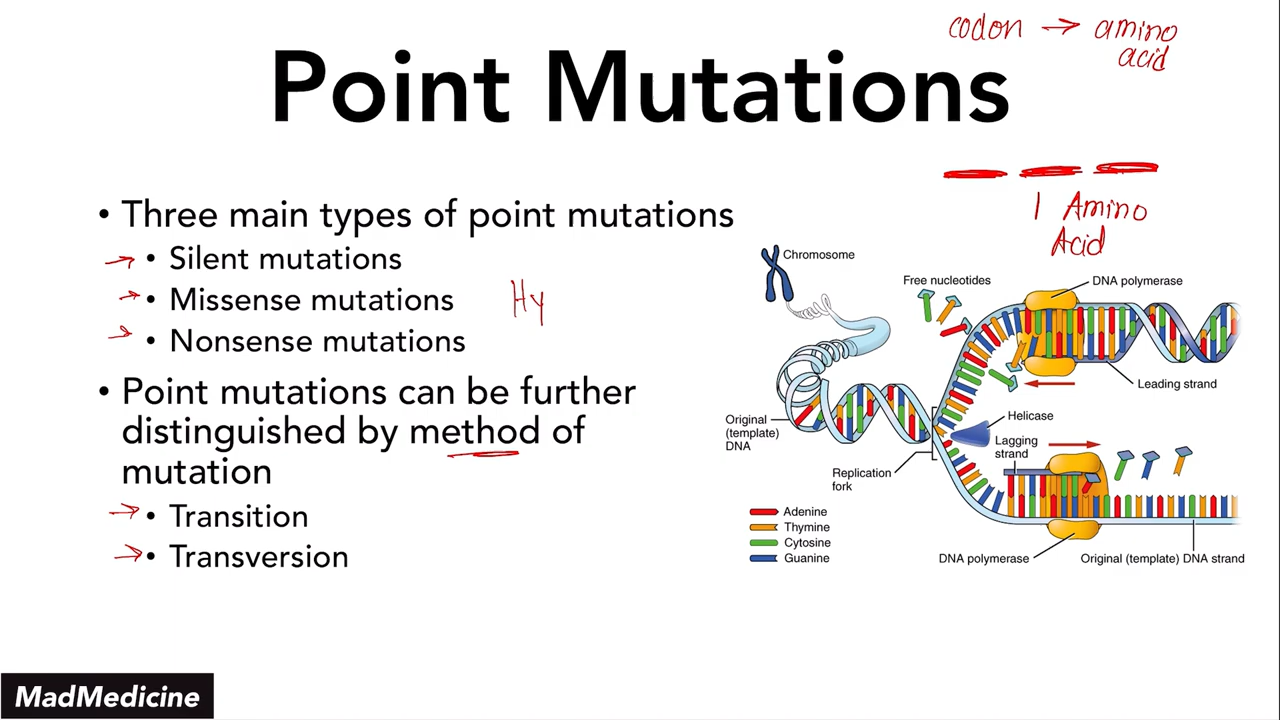 codon → amino
acid
Point Mutations
• Three main types of point mutations
• Silent mutations
• Missense mutations
Hy
• Nonsense mutations
• Point mutations can be further
distinguished by method of
mutation
• Transition
• Transversion
1 Amino
Acid
Chromosome
Free nucleotides
DNA polymerase
Leading strand
Original
(template)
DNA
Helicase
Lagging
strand
Replication
fork
Adenine
Thymine
Cytosine
Guanine
DNA polymerase
Original (template) DNA strand
MadMedicine